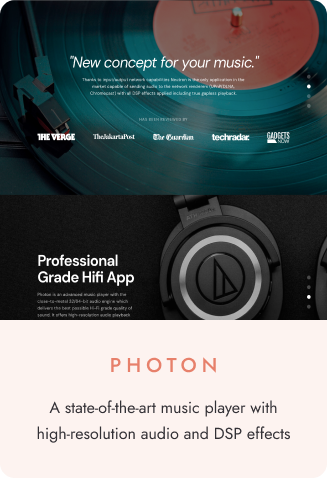 "New concept for your music."
Thanks to input/output network capabilities Neutron is the only application in the
market capable of sending audio to the network renderers (UPnP/DLNA,
Chromecast) with all DSP effects applied including true gapless playback.
HAS BEEN REVIEWED BY
THE VERGE TheJakartaPost The Guardian techradar. GADGETS NOW
Professional
Grade Hifi App
Photon is an advanced music player with the
close-to-metal 32/64-bit audio engine which
delivers the best possible Hi-Fi grade quality of
sound. It offers high-resolution audio playback
PHOTON
A state-of-the-art music player with
high-resolution audio and DSP effects